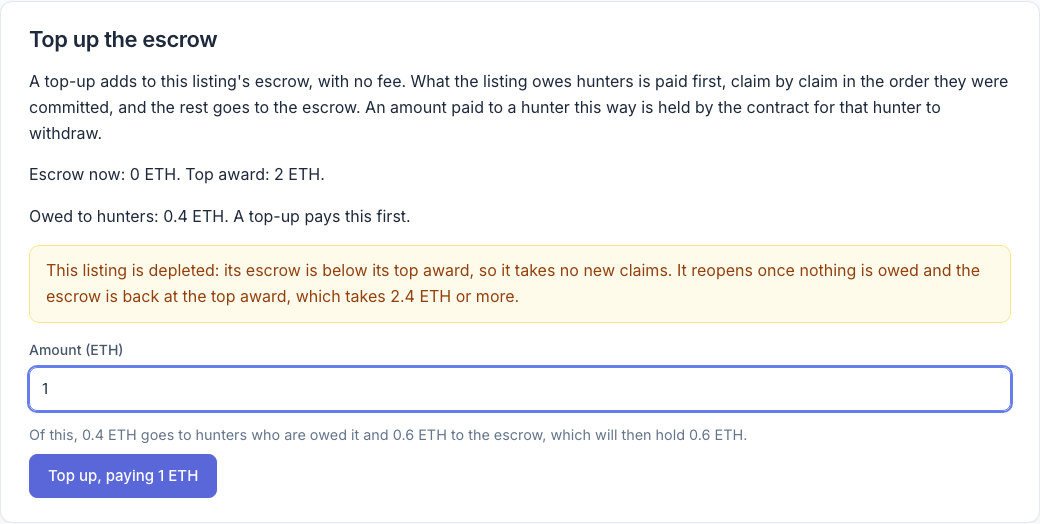 Top up the escrow
A top-up adds to this listing's escrow, with no fee. What the listing owes hunters is paid first, claim by claim in the order they were
committed, and the rest goes to the escrow. An amount paid to a hunter this way is held by the contract for that hunter to
withdraw.
Escrow now: 0 ETH. Top award: 2 ETH.
Owed to hunters: 0.4 ETH. A top-up pays this first.
This listing is depleted: its escrow is below its top award, so it takes no new claims. It reopens once nothing is owed and the
escrow is back at the top award, which takes 2.4 ETH or more.
Amount (ETH)
1
Of this, 0.4 ETH goes to hunters who are owed it and 0.6 ETH to the escrow, which will then hold 0.6 ETH.
Top up, paying 1 ETH